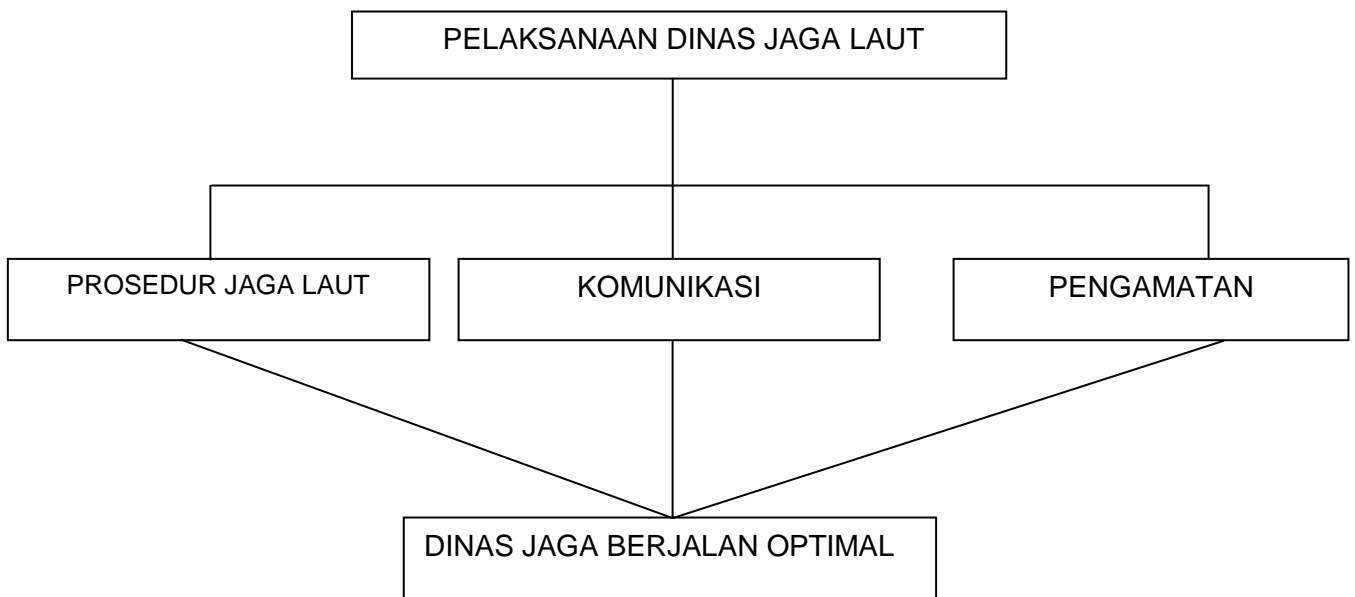 PELAKSANAAN DINAS JAGA LAUT
PROSEDUR JAGA LAUT
KOMUNIKASI
PENGAMATAN
DINAS JAGA BERJALAN OPTIMAL